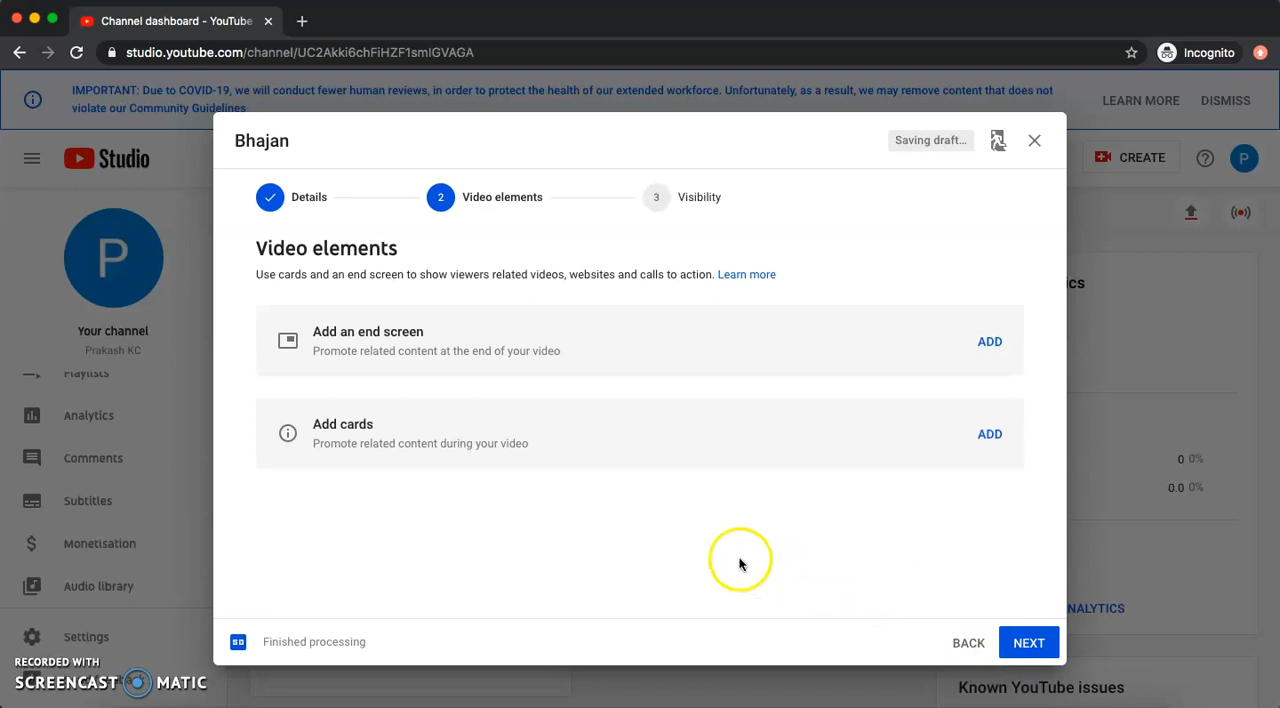 Channel dashboard - YouTube
studio.youtube.com/channel/UC2Akki6chFiHZF1smIGVAGA
Incognito
IMPORTANT: Due to COVID-19, we will conduct fewer human reviews, in order to protect the health of our extended workforce. Unfortunately, as a result, we may remove content that does not
violate our Community Guidelines
LEARN MORE
DISMISS
Studio
CREATE
P
P
Your channel
Prakash KC
Playlists
Analytics
Comments
Subtitles
Monetisation
Audio library
Settings
Bhajan
Saving draft...
Details
2
Video elements
3
Visibility
Video elements
Use cards and an end screen to show viewers related videos, websites and calls to action. Learn more
Add an end screen
Promote related content at the end of your video
ADD
Add cards
Promote related content during your video
ADD
SD
Finished processing
BACK
NEXT
0 0%
0.0 0%
NALYTICS
Known YouTube issues
RECORDED WITH
SCREENCAST MATIC